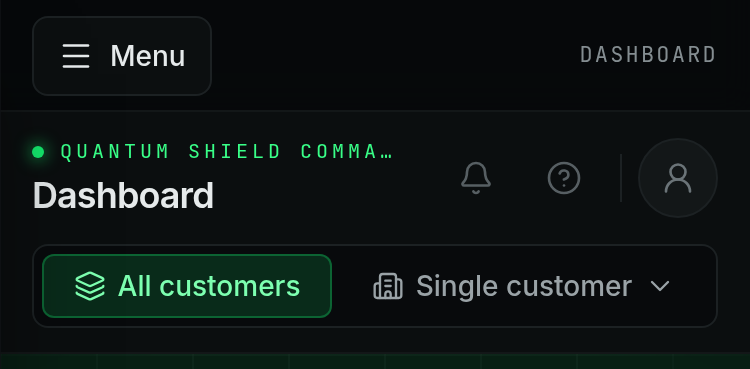 Menu
DASHBOARD
QUANTUM SHIELD COMMA…
Dashboard
All customers
Single customer